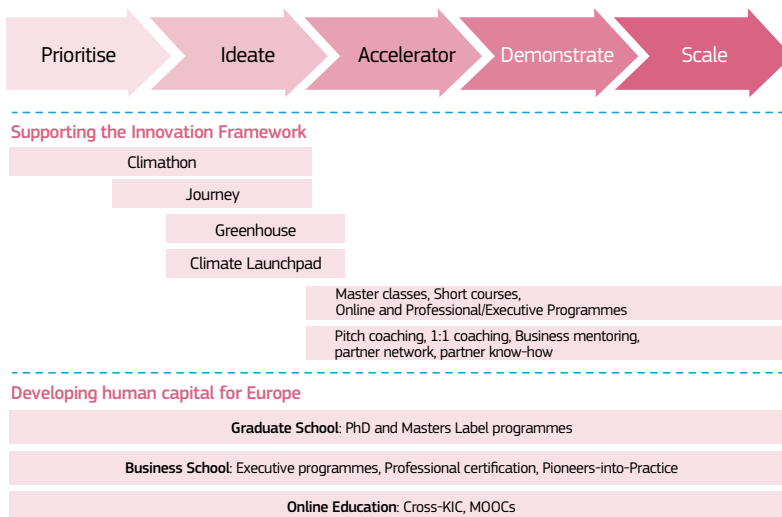 Prioritise
Ideate
Accelerator
Demonstrate
Scale
Supporting the Innovation Framework
Climathon
Journey
Greenhouse
Climate Launchpad
Master classes, Short courses,
Online and Professional/Executive Programmes
Pitch coaching, 1:1 coaching, Business mentoring,
partner network, partner know-how
Developing human capital for Europe
Graduate School: PhD and Masters Label programmes
Business School: Executive programmes, Professional certification, Pioneers-into-Practice
Online Education: Cross-KIC, MOOCs